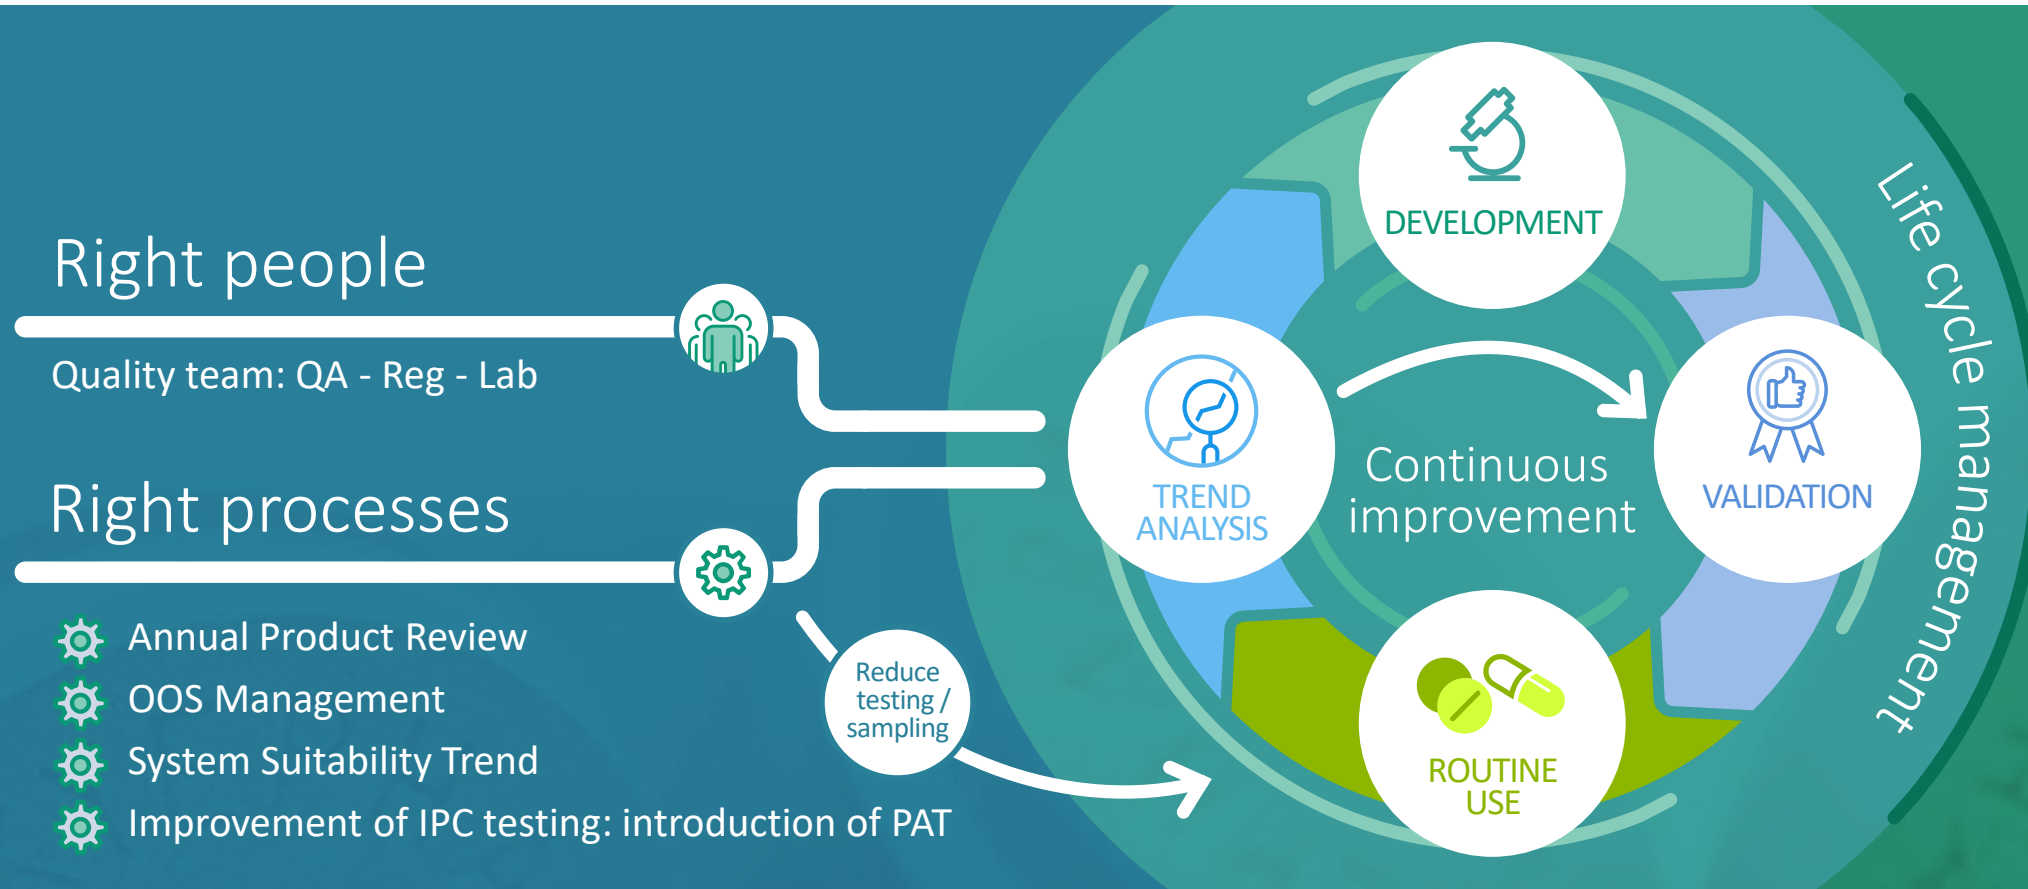 Right people
Quality team: QA - Reg - Lab
Right processes
Annual Product Review
OOS Management
System Suitability Trend
Improvement of IPC testing: introduction of PAT
Reduce
testing /
sampling
DEVELOPMENT
TREND
ANALYSIS
Continuous
improvement
VALIDATION
ROUTINE
USE
Life cycle management